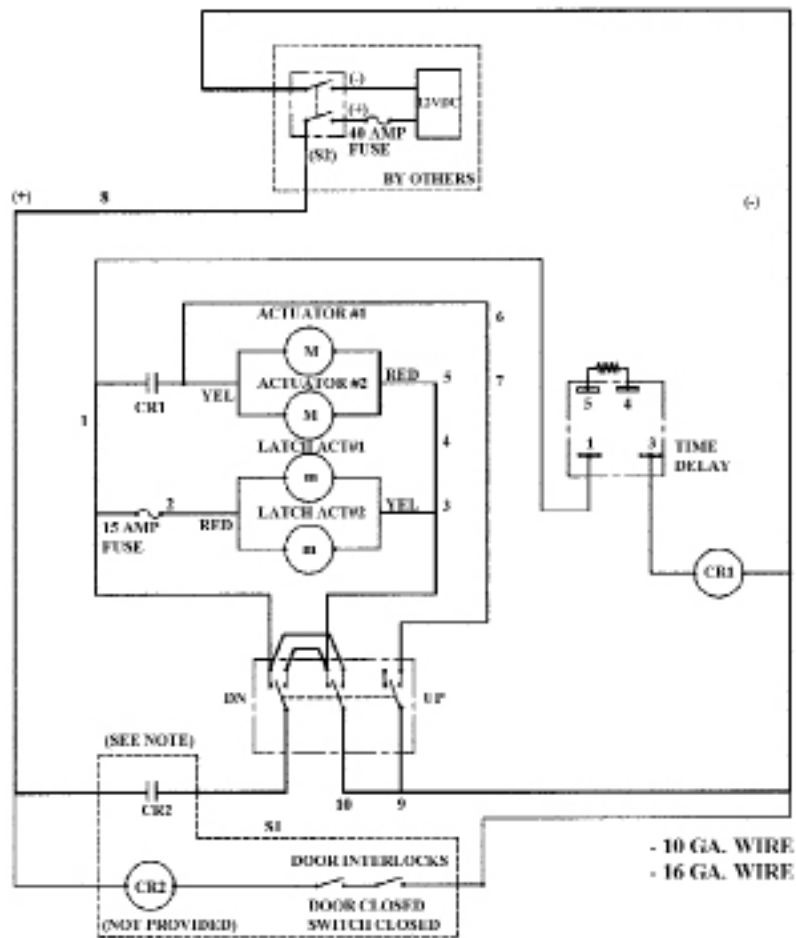 (-)
12VDC
(+)
40 AMP
FUSE
(S2)
BY OTHERS
(+)
8
(-)
ACTUATOR #1
6
M
RED
5
7
ACTUATOR #2
YEL
CR1
M
1
4
5
4
LATCH ACT#1
1
3
TIME
DELAY
m
2
LATCH ACT#2
YEL
3
15 AMP
FUSE
RED
m
CR1
DN
UP
(SEE NOTE)
CR2
10
9
S1
- 10 GA. WIRE
- 16 GA. WIRE
DOOR INTERLOCKS
CR2
DOOR CLOSED
SWITCH CLOSED
(NOT PROVIDED)